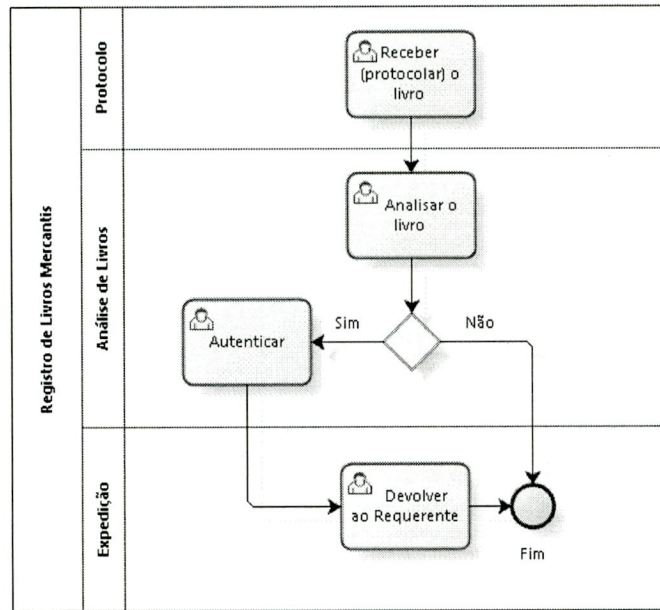 Registro de Livros Mercantis
Protocolo
Receber
(protocolar) o
livro
Análise de Livros
Analisar o
livro
Sim
Não
Autenticar
Expedição
Devolver
ao Requerente
Fim